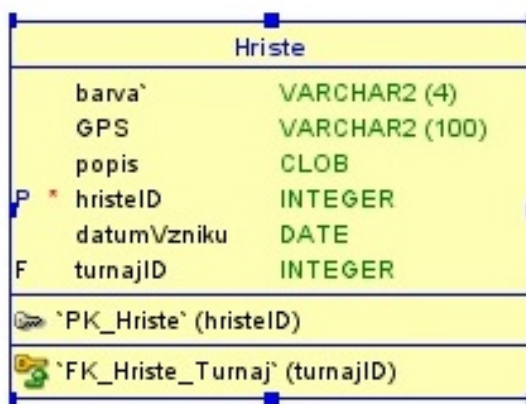 Hriste
barva` VARCHAR2 (4)
GPS VARCHAR2 (100)
popis CLOB
P * hristeID INTEGER
datumVzniku DATE
F turnajID INTEGER
`PK_Hriste` (hristeID)
`FK_Hriste_Turnaj` (turnajID)